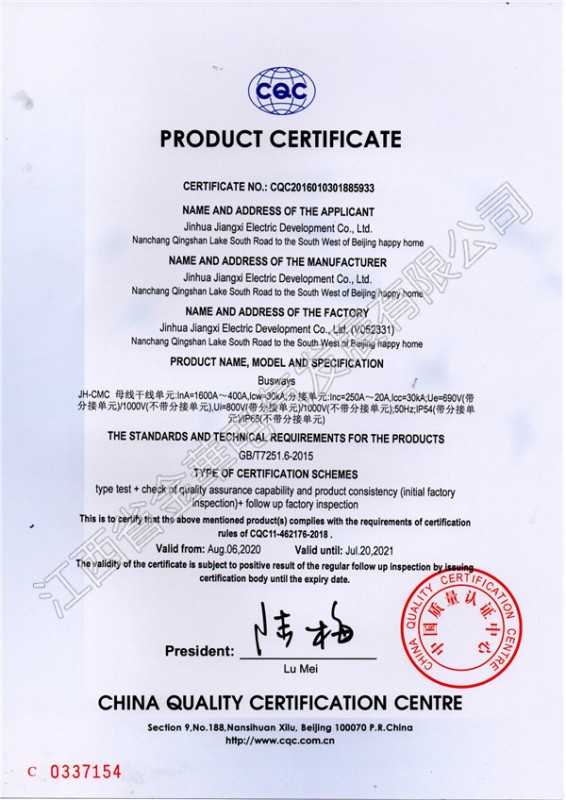 CQC
PRODUCT CERTIFICATE
CERTIFICATE NO.: CQC2016010301885933
NAME AND ADDRESS OF THE APPLICANT
Jinhua Jiangxi Electric Development Co., Ltd.
Nanchang Qingshan Lake South Road to the South West of Beijing happy home
NAME AND ADDRESS OF THE MANUFACTURER
Jinhua Jiangxi Electric Development Co., Ltd.
Nanchang Qingshan Lake South Road to the South West of Beijing happy home
NAME AND ADDRESS OF THE FACTORY
Jinhua Jiangxi Electric Development Co., Ltd. (V052331)
Nanchang Qingshan Lake South Road to the South West of Beijing happy home
PRODUCT NAME, MODEL AND SPECIFICATION
Busways
JH-CMC 母线干线单元:InA=1600A～400A,Icw=30kA;分接单元:Inc=250A～20A,Icc=30kA;Ue=690V(带
分接单元)/1000V(不带分接单元),Ui=800V(带分接单元)/1000V(不带分接单元);50Hz;IP54(带分接单
元)/IP66(不带分接单元)
THE STANDARDS AND TECHNICAL REQUIREMENTS FOR THE PRODUCTS
GB/T7251.6-2015
TYPE OF CERTIFICATION SCHEMES
type test + check of quality assurance capability and product consistency (initial factory
inspection)+ follow up factory inspection
This is to certify that the above mentioned product(s) complies with the requirements of certification
rules of CQC11-462176-2018 .
Valid from: Aug.06,2020 Valid until: Jul.20,2021
The validity of the certificate is subject to positive result of the regular follow up inspection by issuing
certification body until the expiry date.
CHINA QUALITY CERTIFICATION CENTRE
中国质量认证中心
President: 陆梅
Lu Mei
CHINA QUALITY CERTIFICATION CENTRE
Section 9,No.188,Nansihuan Xilu, Beijing 100070 P.R.China
http://www.cqc.com.cn
C 0337154